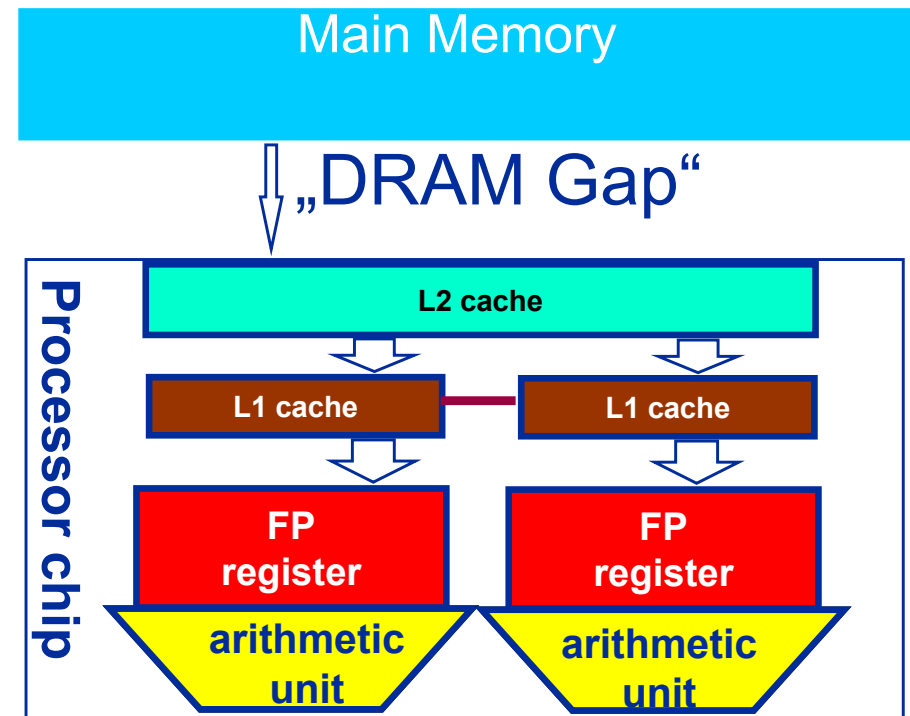 Main Memory
„DRAM Gap“
Processor chip
L2 cache
L1 cache
L1 cache
FP
register
FP
register
arithmetic
unit
arithmetic
unit